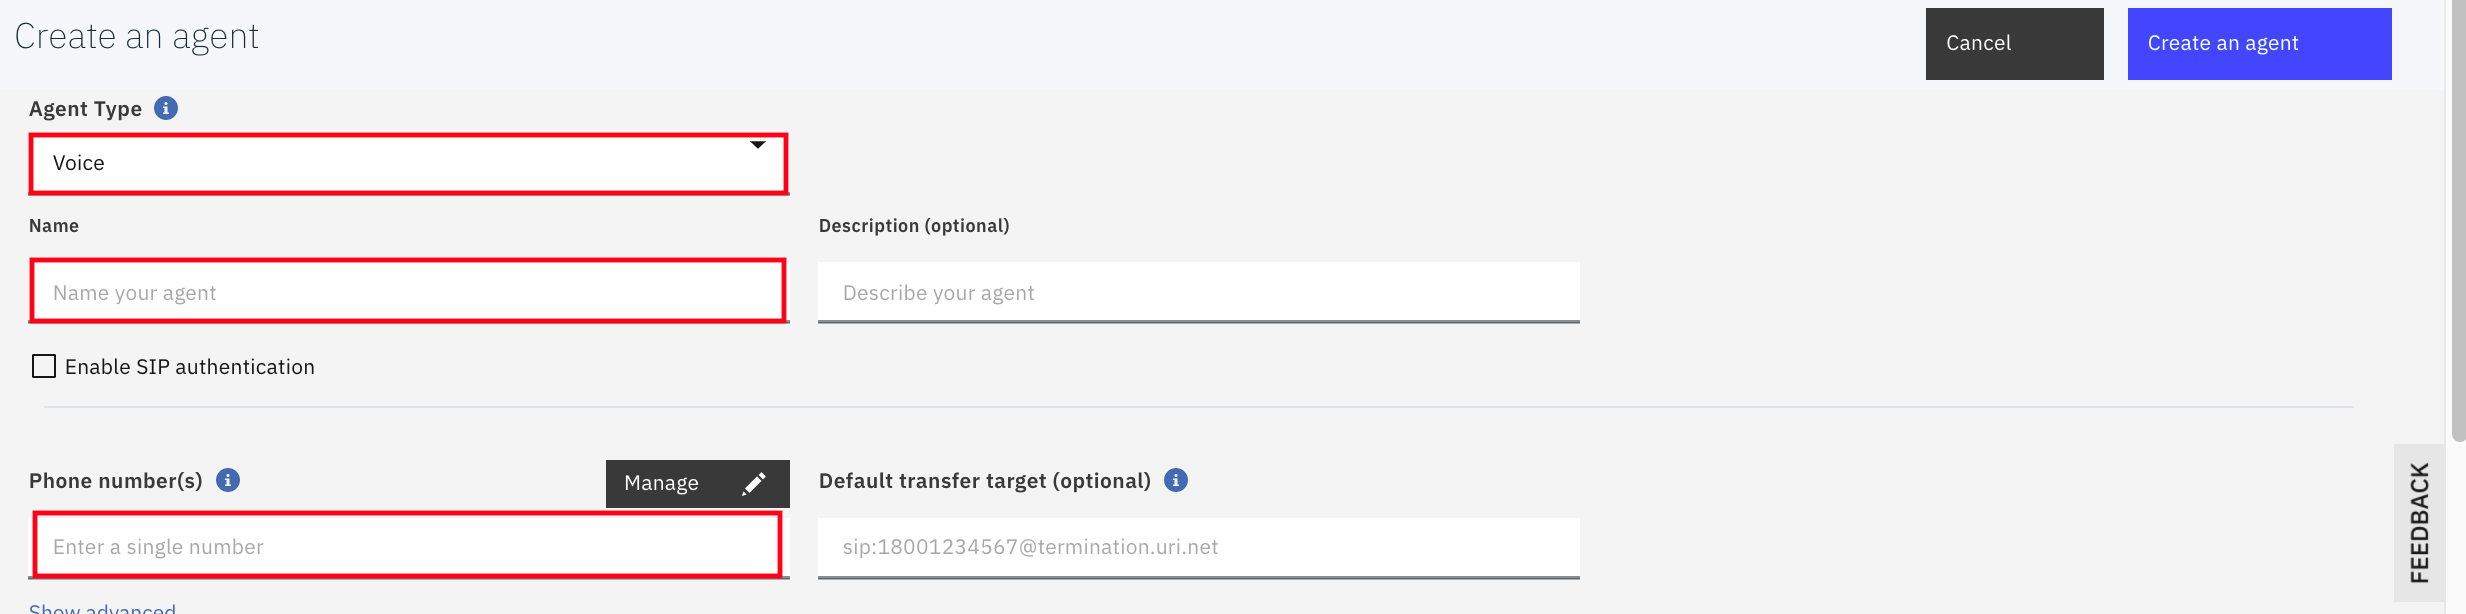 Create an agent
Cancel
Create an agent
Agent Type
Voice
Name
Description (optional)
Name your agent
Describe your agent
Enable SIP authentication
Phone number(s)
Manage
Default transfer target (optional)
Enter a single number
sip:18001234567@termination.uri.net
FEEDBACK
Show advanced